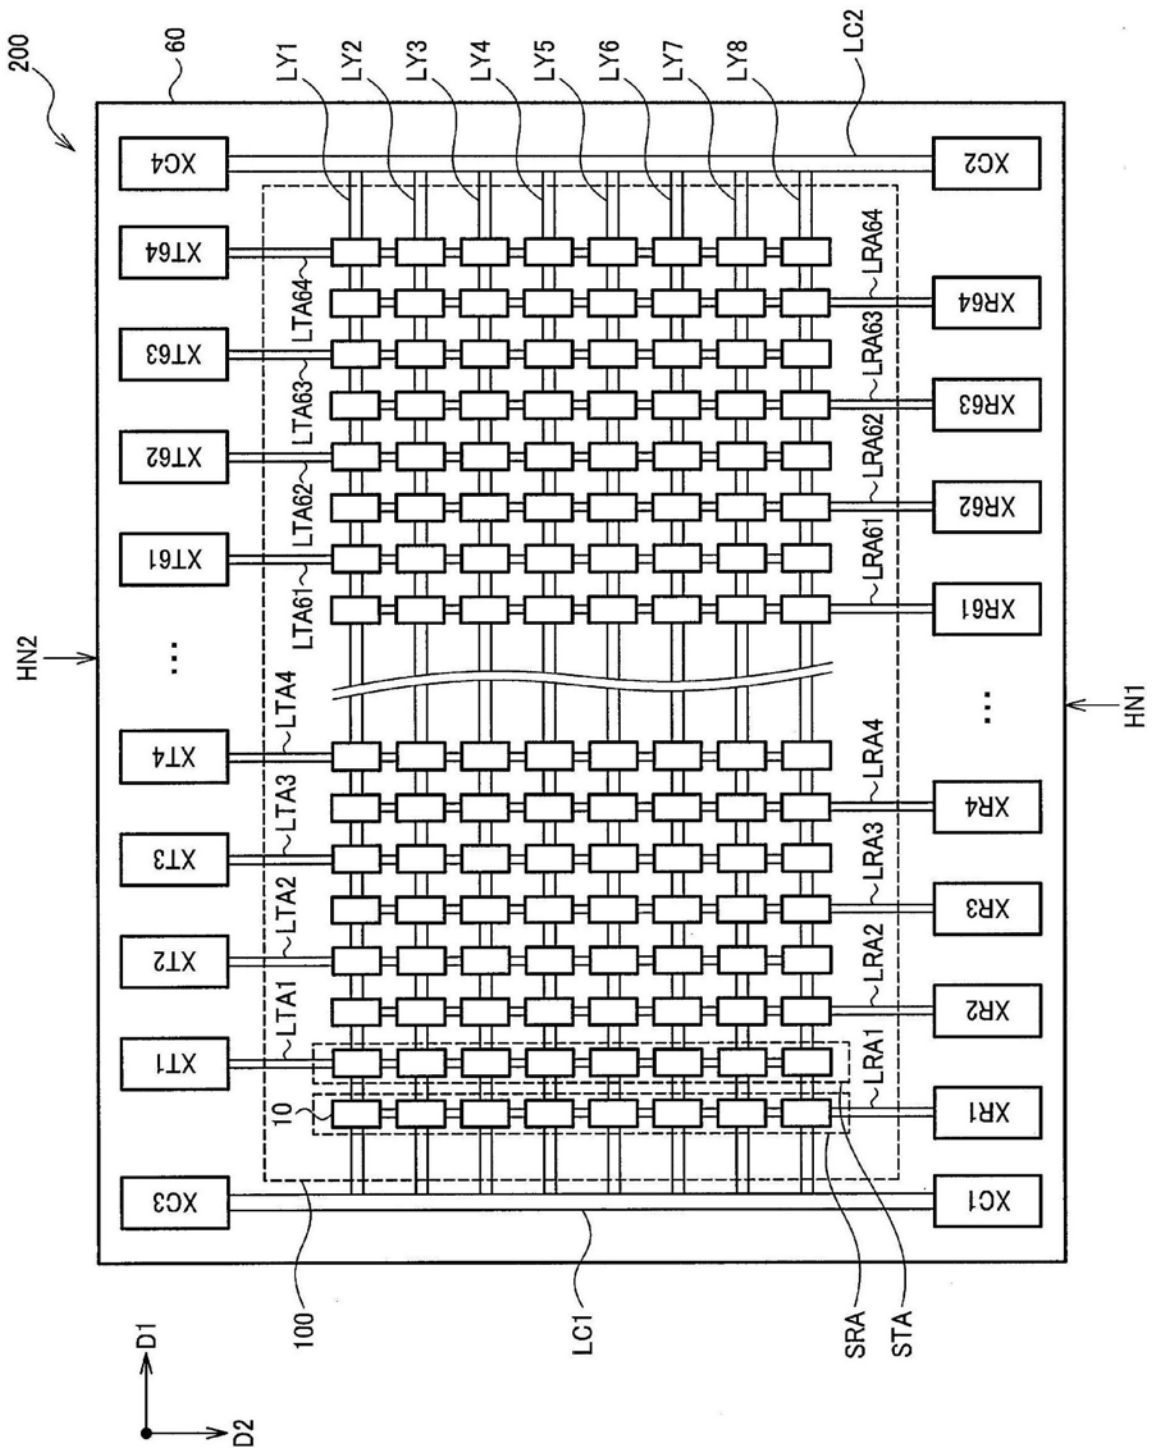 200
60
LY1
LY2
LY3
LY4
LY5
LY6
LY7
LY8
LC2
XC4
XC2
XT64
LTA64
LRA64
XR64
XT63
LTA63
LRA63
XR63
XT62
LTA62
LRA62
XR62
XT61
LTA61
LRA61
XR61
HN2
...
...
HN1
XT4
LTA4
LRA4
XR4
XT3
LTA3
LRA3
XR3
XT2
LTA2
LRA2
XR2
XT1
LTA1
LRA1
XR1
10
XC3
XC1
100
LC1
SRA
STA
D1
D2